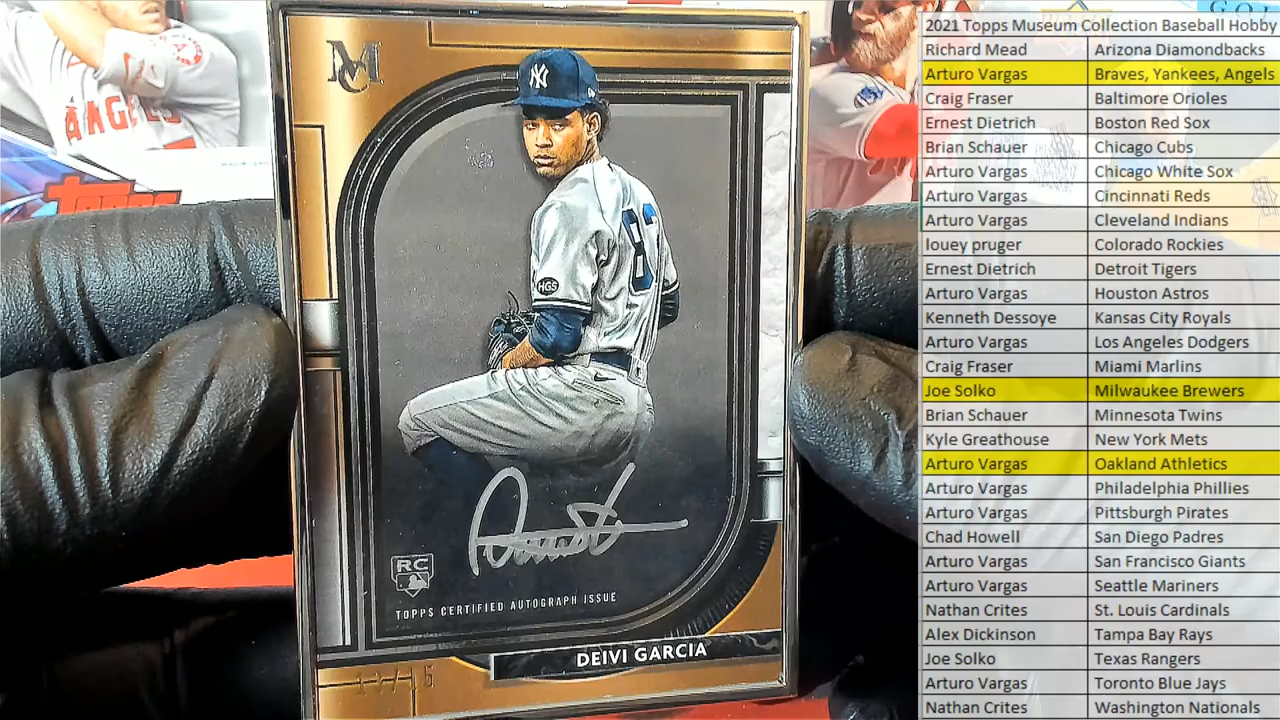 ANGELS
Topps
MC
NY
83
HGS
RC
TOPPS CERTIFIED AUTOGRAPH ISSUE
DEIVI GARCIA
2021 Topps Museum Collection Baseball Hobby
Richard Mead Arizona Diamondbacks
Arturo Vargas Braves, Yankees, Angels
Craig Fraser Baltimore Orioles
Ernest Dietrich Boston Red Sox
Brian Schauer Chicago Cubs
Arturo Vargas Chicago White Sox
Arturo Vargas Cincinnati Reds
Arturo Vargas Cleveland Indians
louey pruger Colorado Rockies
Ernest Dietrich Detroit Tigers
Arturo Vargas Houston Astros
Kenneth Dessoye Kansas City Royals
Arturo Vargas Los Angeles Dodgers
Craig Fraser Miami Marlins
Joe Solko Milwaukee Brewers
Brian Schauer Minnesota Twins
Kyle Greathouse New York Mets
Arturo Vargas Oakland Athletics
Arturo Vargas Philadelphia Phillies
Arturo Vargas Pittsburgh Pirates
Chad Howell San Diego Padres
Arturo Vargas San Francisco Giants
Arturo Vargas Seattle Mariners
Nathan Crites St. Louis Cardinals
Alex Dickinson Tampa Bay Rays
Joe Solko Texas Rangers
Arturo Vargas Toronto Blue Jays
Nathan Crites Washington Nationals